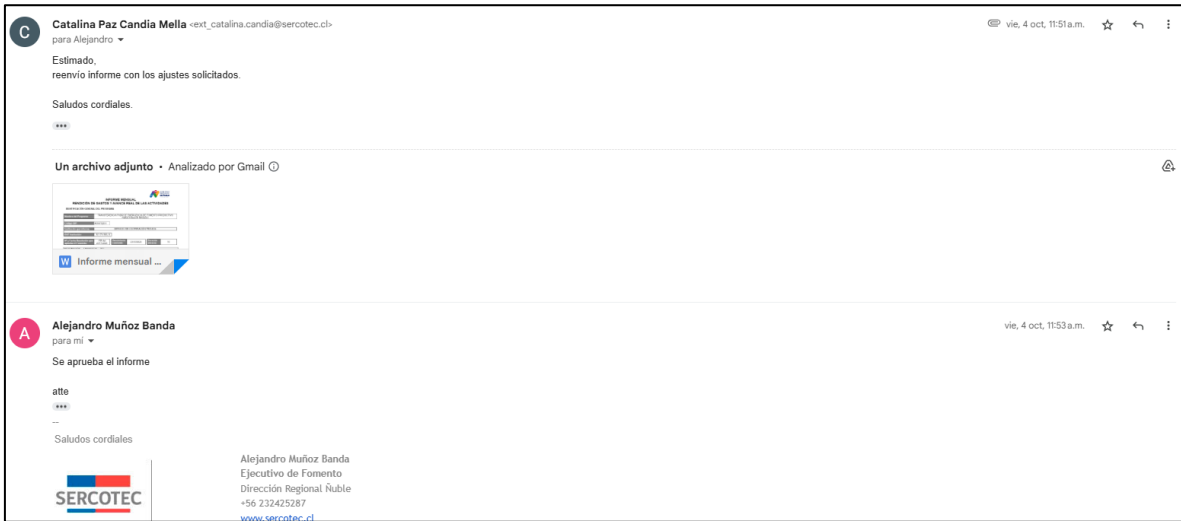 C
Catalina Paz Candia Mella <ext_catalina.candia@sercotec.cl>
vie, 4 oct, 11:51 a.m.
para Alejandro
Estimado,
reenvío informe con los ajustes solicitados.
Saludos cordiales.
Un archivo adjunto • Analizado por Gmail
INFORME MENSUAL
W Informe mensual ...
A
Alejandro Muñoz Banda
vie, 4 oct, 11:53 a.m.
para mí
Se aprueba el informe
atte
--
Saludos cordiales
Alejandro Muñoz Banda
Ejecutivo de Fomento
Dirección Regional Ñuble
+56 232425287
www.sercotec.cl
SERCOTEC